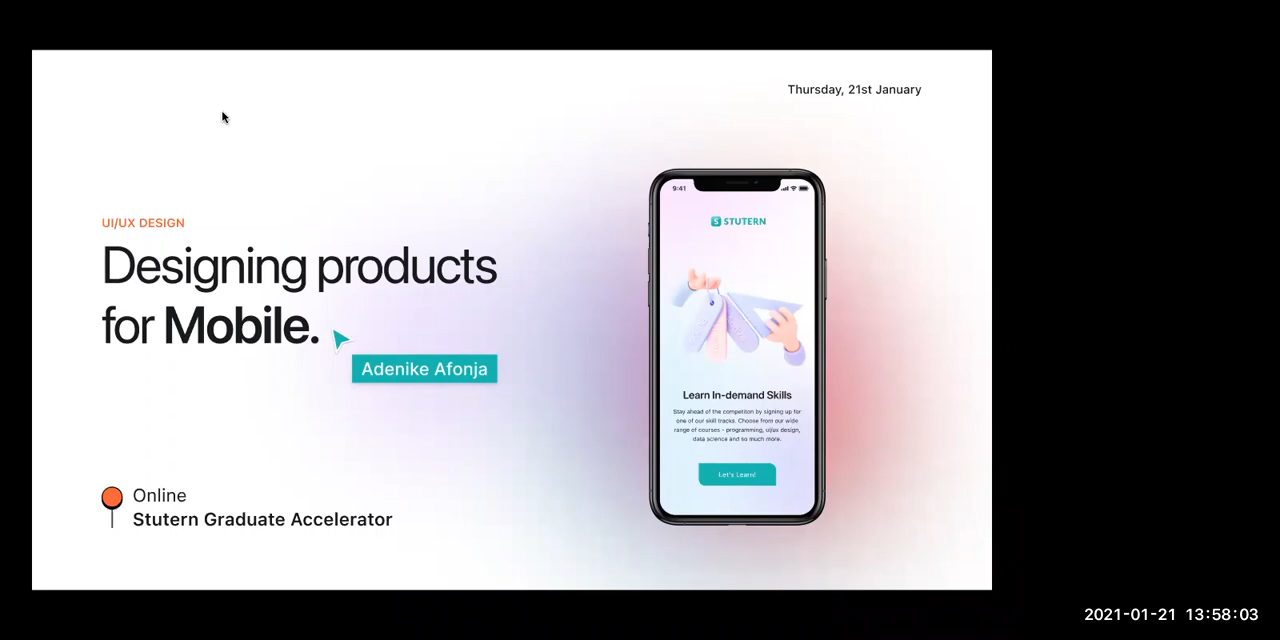 Thursday, 21st January
UI/UX DESIGN
Designing products
for Mobile.
Adenike Afonja
Online
Stutern Graduate Accelerator
9:41
S STUTERN
Learn In-demand Skills
Stay ahead of the competiton by signing up for
one of our skill tracks. Choose from our wide
range of courses - programming, ui/ux design,
data science and so much more.
Let's Learn!
2021-01-21 13:58:03